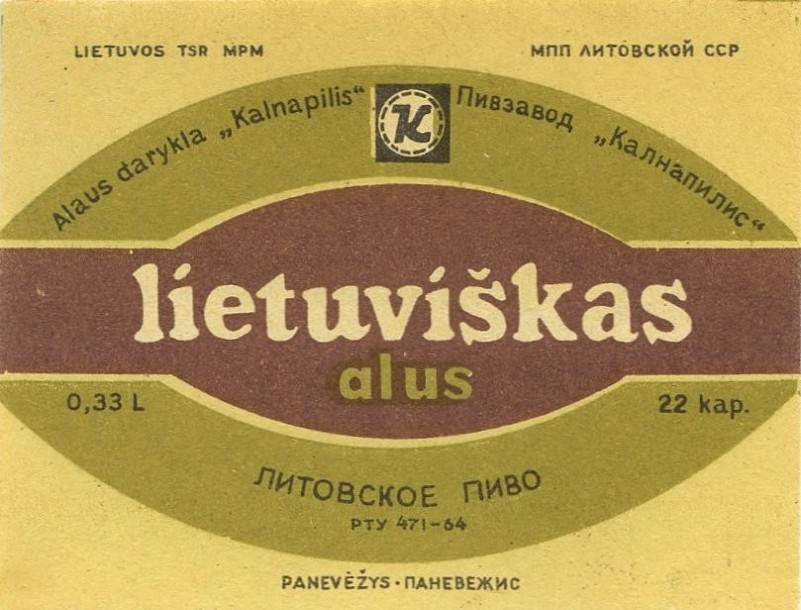 LIETUVOS TSR MPM
МПП ЛИТОВСКОЙ ССР
Alaus darykla „Kalnapilis“
K
Пивзавод „Калнапилис“
lietuviškas
alus
0,33 L
22 kap.
ЛИТОВСКОЕ ПИВО
РТУ 471-64
PANEVĖŽYS · ПАНЕВЕЖИС